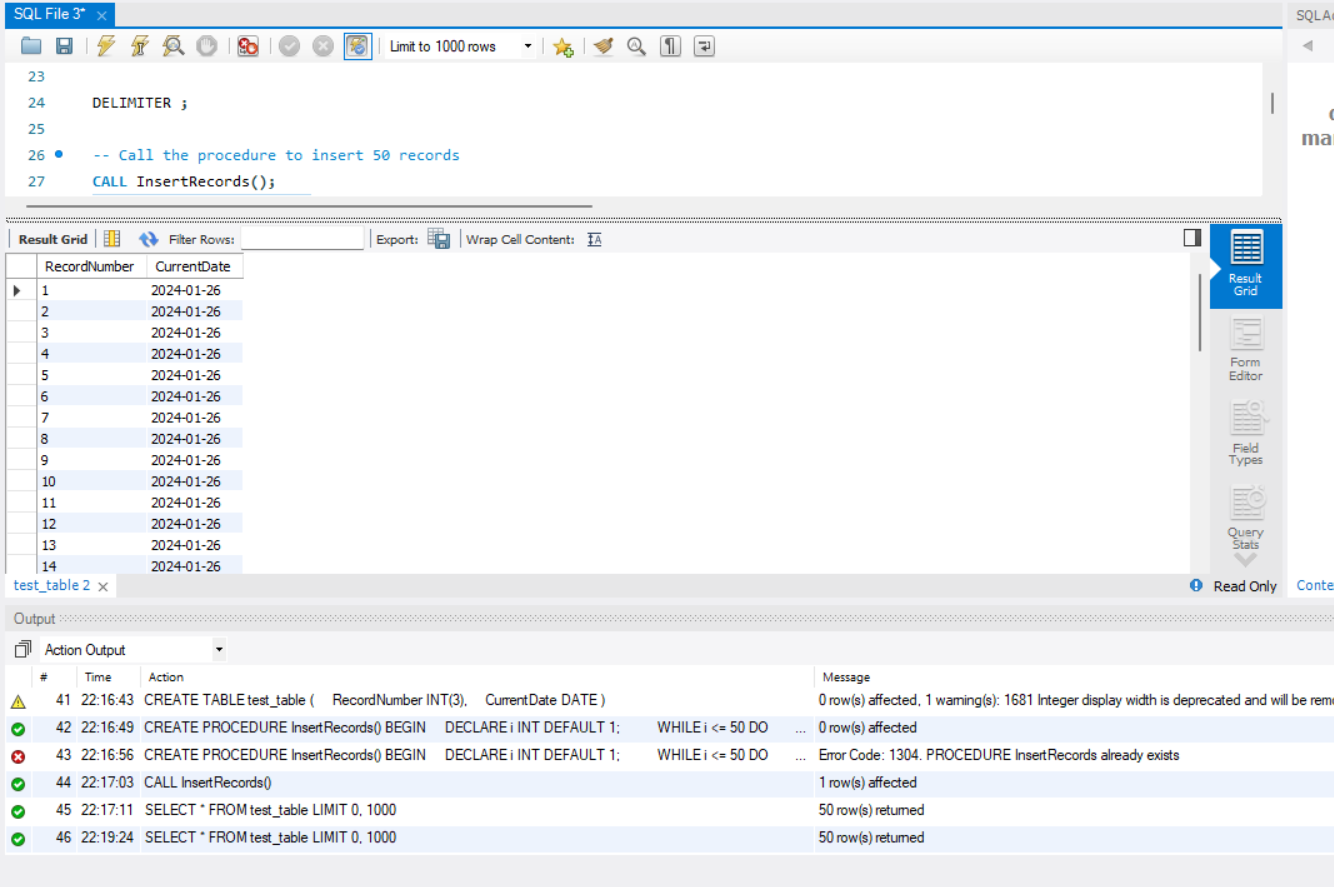 SQL File 3*
SQL
Limit to 1000 rows
23
24 DELIMITER ;
25
26 -- Call the procedure to insert 50 records
27 CALL InsertRecords();
Result Grid Filter Rows: Export: Wrap Cell Content:
RecordNumber CurrentDate
1 2024-01-26
2 2024-01-26
3 2024-01-26
4 2024-01-26
5 2024-01-26
6 2024-01-26
7 2024-01-26
8 2024-01-26
9 2024-01-26
10 2024-01-26
11 2024-01-26
12 2024-01-26
13 2024-01-26
14 2024-01-26
Result
Grid
Form
Editor
Field
Types
Query
Stats
test_table 2 Read Only Conte
Output
Action Output
# Time Action Message
41 22:16:43 CREATE TABLE test_table ( RecordNumber INT(3), CurrentDate DATE ) 0 row(s) affected, 1 warning(s): 1681 Integer display width is deprecated and will be remo
42 22:16:49 CREATE PROCEDURE InsertRecords() BEGIN DECLARE i INT DEFAULT 1; WHILE i <= 50 DO ... 0 row(s) affected
43 22:16:56 CREATE PROCEDURE InsertRecords() BEGIN DECLARE i INT DEFAULT 1; WHILE i <= 50 DO ... Error Code: 1304. PROCEDURE InsertRecords already exists
44 22:17:03 CALL InsertRecords() 1 row(s) affected
45 22:17:11 SELECT * FROM test_table LIMIT 0, 1000 50 row(s) returned
46 22:19:24 SELECT * FROM test_table LIMIT 0, 1000 50 row(s) returned